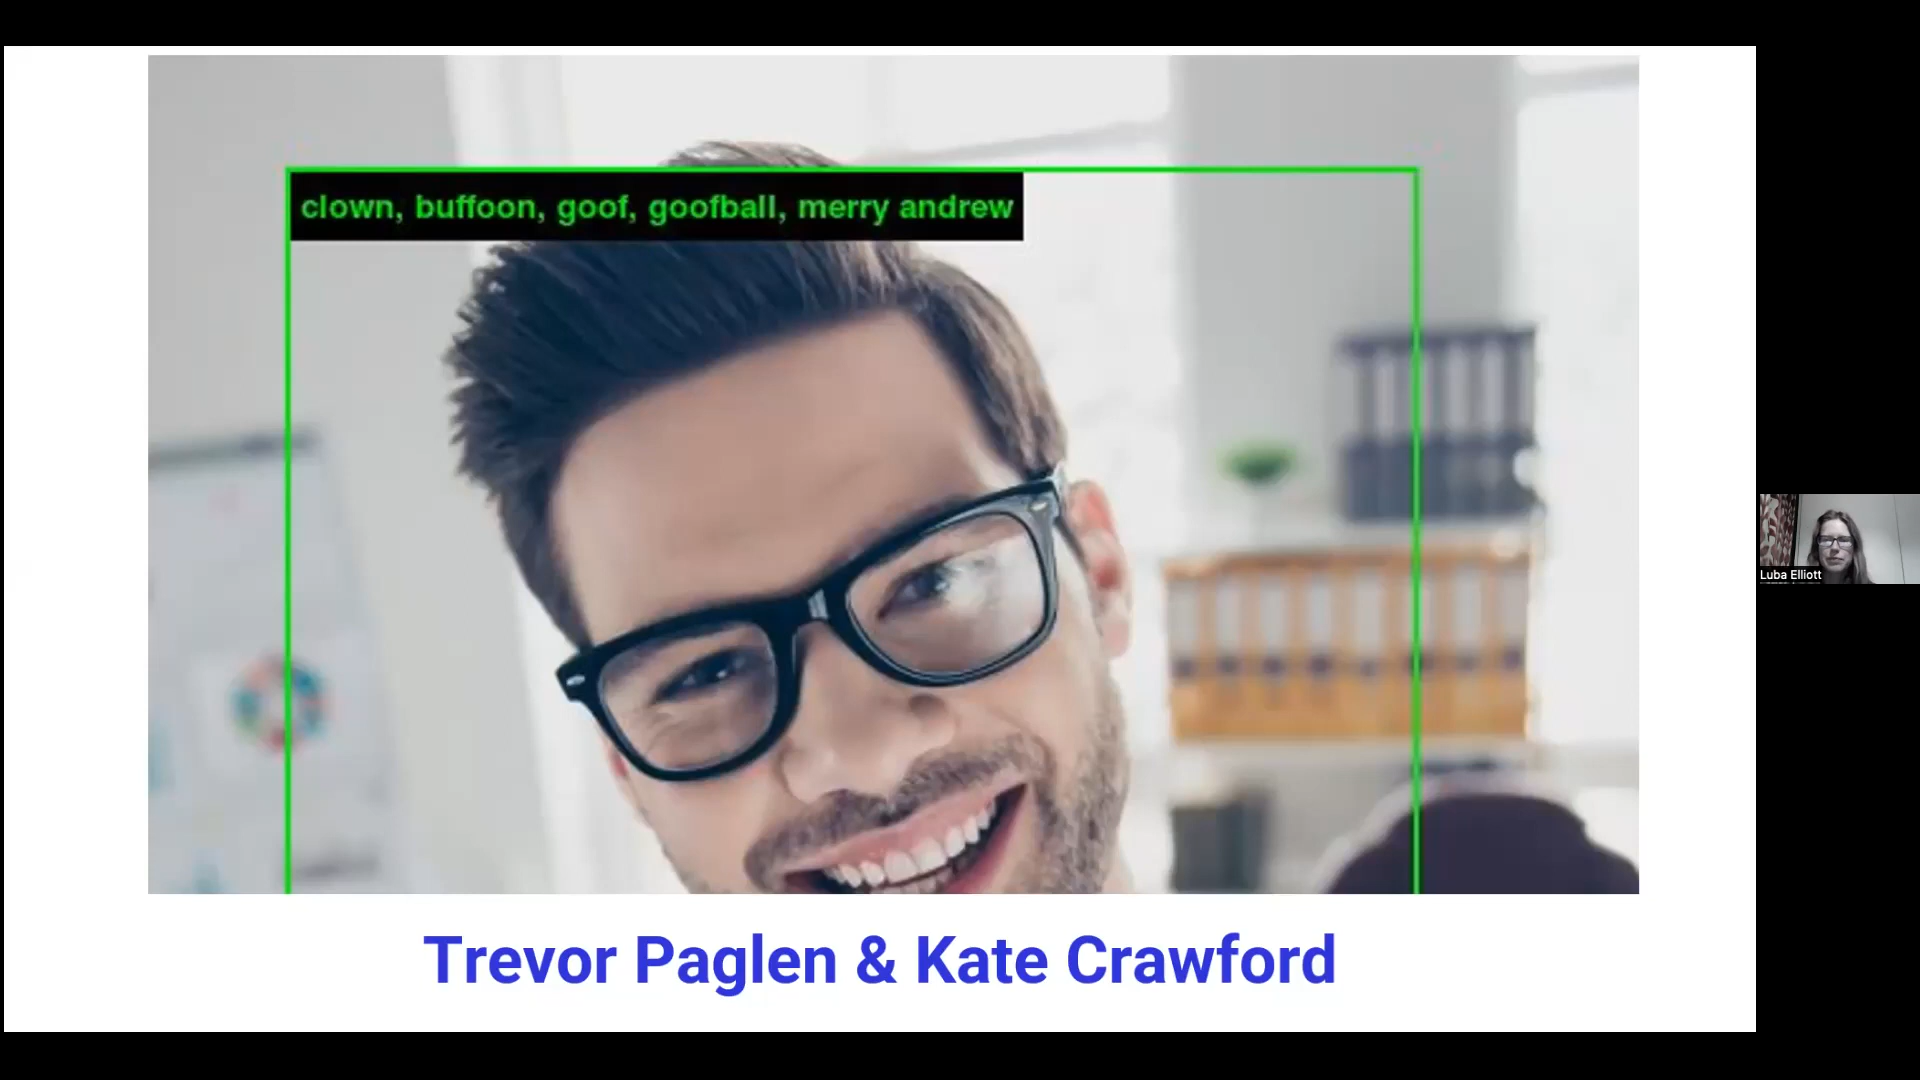 clown, buffoon, goof, goofball, merry andrew
Luba Elliott
Trevor Paglen & Kate Crawford